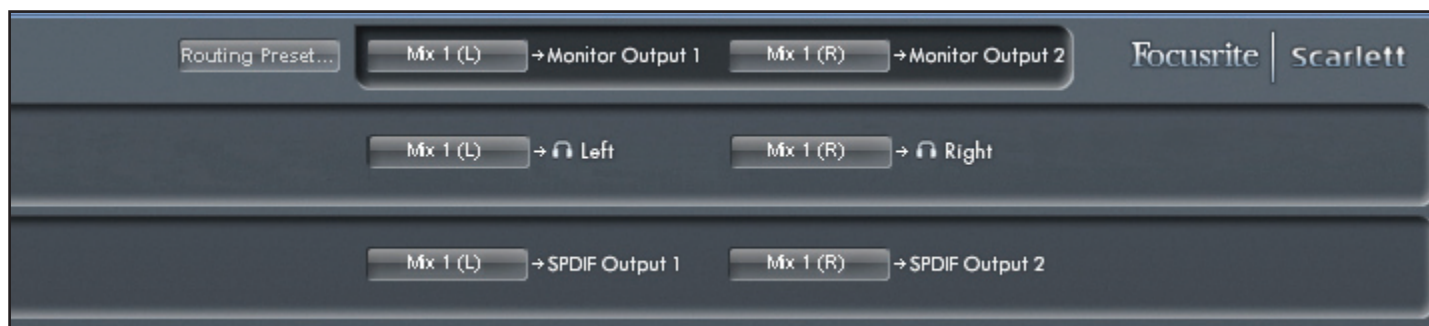 Routing Preset... Mix 1 (L) →Monitor Output 1 Mix 1 (R) →Monitor Output 2 Focusrite | Scarlett
Mix 1 (L) → Left Mix 1 (R) → Right
Mix 1 (L) →SPDIF Output 1 Mix 1 (R) →SPDIF Output 2